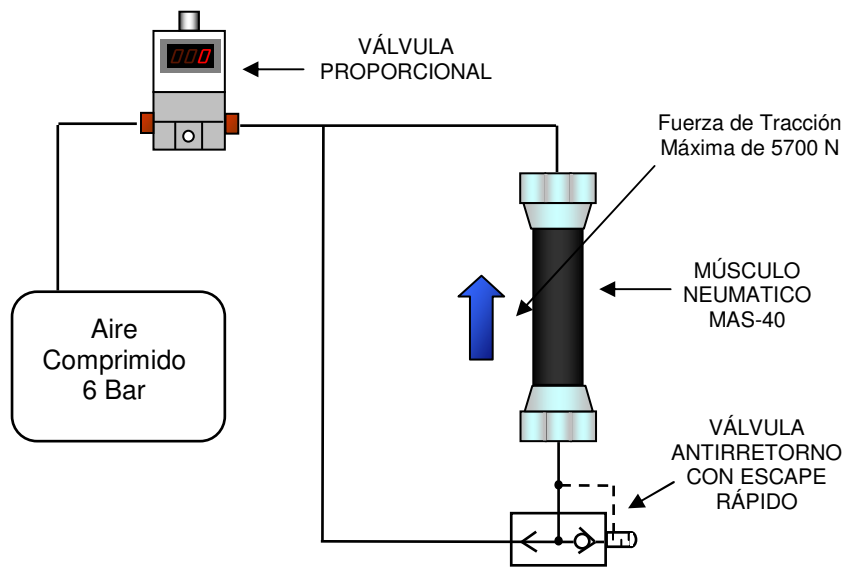 000
VÁLVULA
PROPORCIONAL
Fuerza de Tracción
Máxima de 5700 N
MÚSCULO
NEUMATICO
MAS-40
Aire
Comprimido
6 Bar
VÁLVULA
ANTIRRETORNO
CON ESCAPE
RÁPIDO